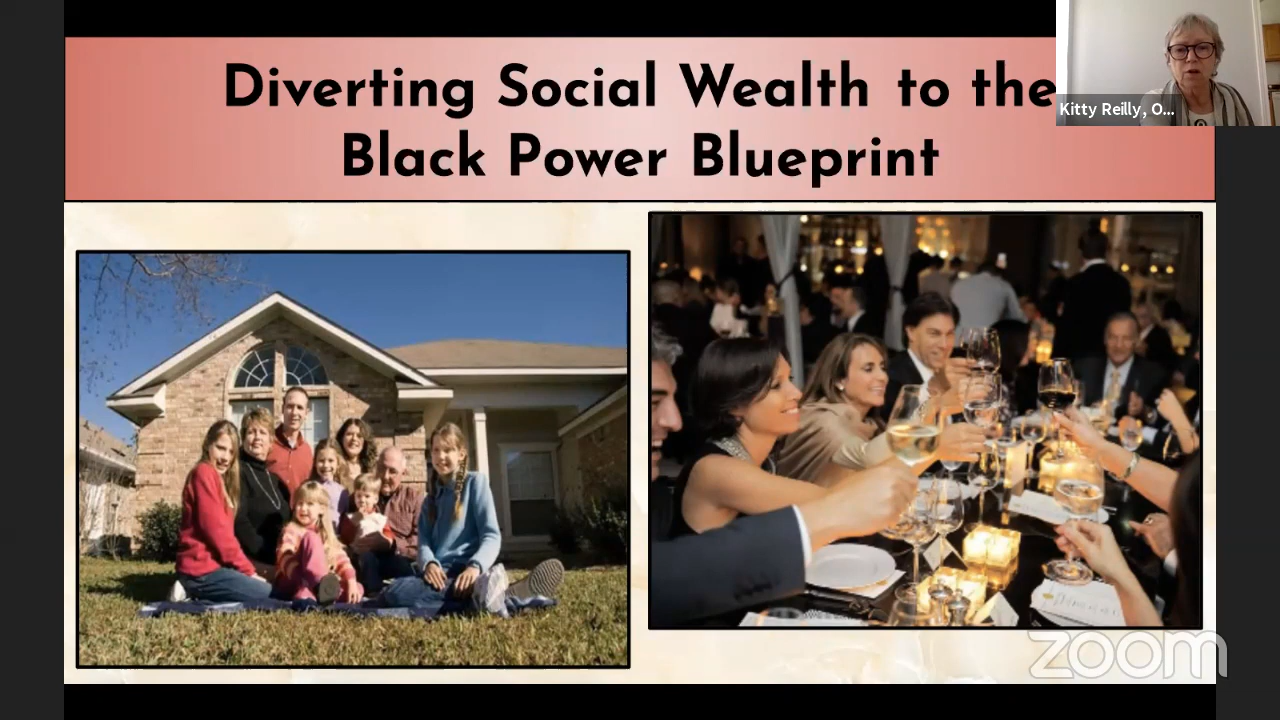 Diverting Social Wealth to the
Black Power Blueprint
Kitty Reilly, O...
zoom